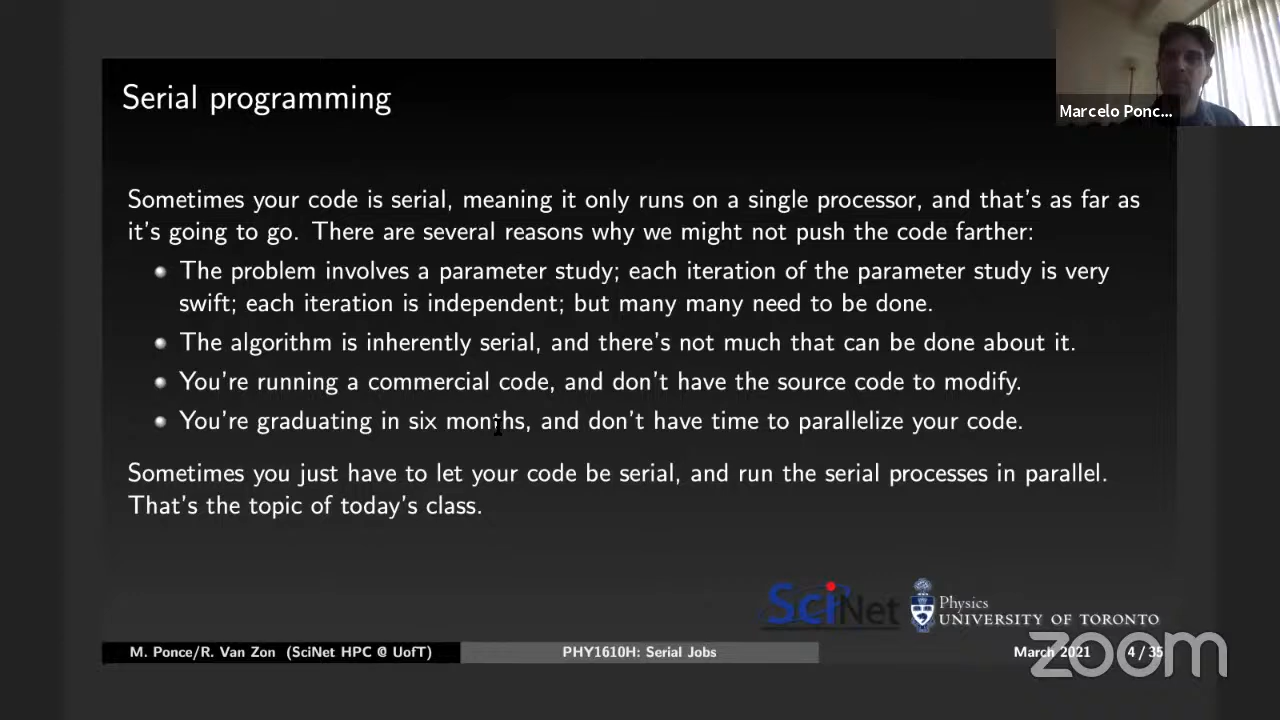 Serial programming
Marcelo Ponc...
Sometimes your code is serial, meaning it only runs on a single processor, and that's as far as
it's going to go. There are several reasons why we might not push the code farther:
The problem involves a parameter study; each iteration of the parameter study is very
swift; each iteration is independent; but many many need to be done.
The algorithm is inherently serial, and there's not much that can be done about it.
You're running a commercial code, and don't have the source code to modify.
You're graduating in six months, and don't have time to parallelize your code.
Sometimes you just have to let your code be serial, and run the serial processes in parallel.
That's the topic of today's class.
SciNet
Physics
UNIVERSITY OF TORONTO
M. Ponce/R. Van Zon (SciNet HPC @ UofT)
PHY1610H: Serial Jobs
March 2021
4 / 35
zoom